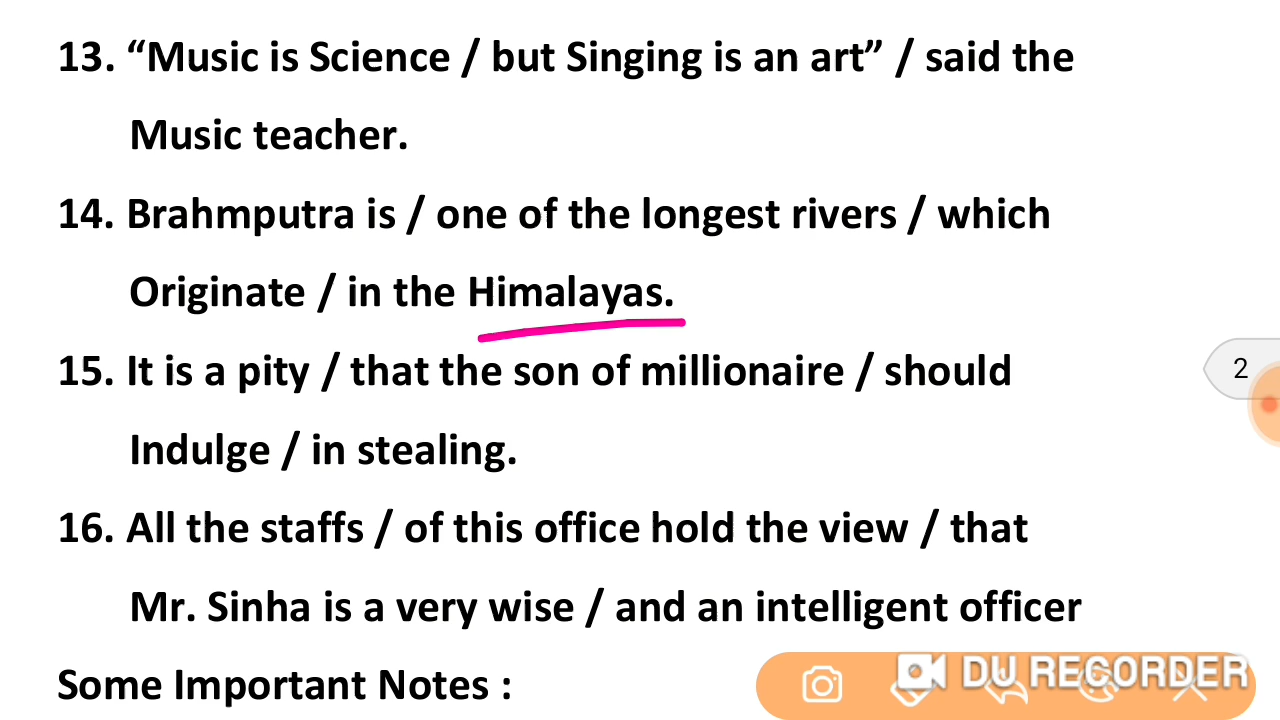 13. “Music is Science / but Singing is an art” / said the
Music teacher.
14. Brahmputra is / one of the longest rivers / which
Originate / in the Himalayas.
15. It is a pity / that the son of millionaire / should
2
Indulge / in stealing.
16. All the staffs / of this office hold the view / that
Mr. Sinha is a very wise / and an intelligent officer
Some Important Notes :
DU RECORDER